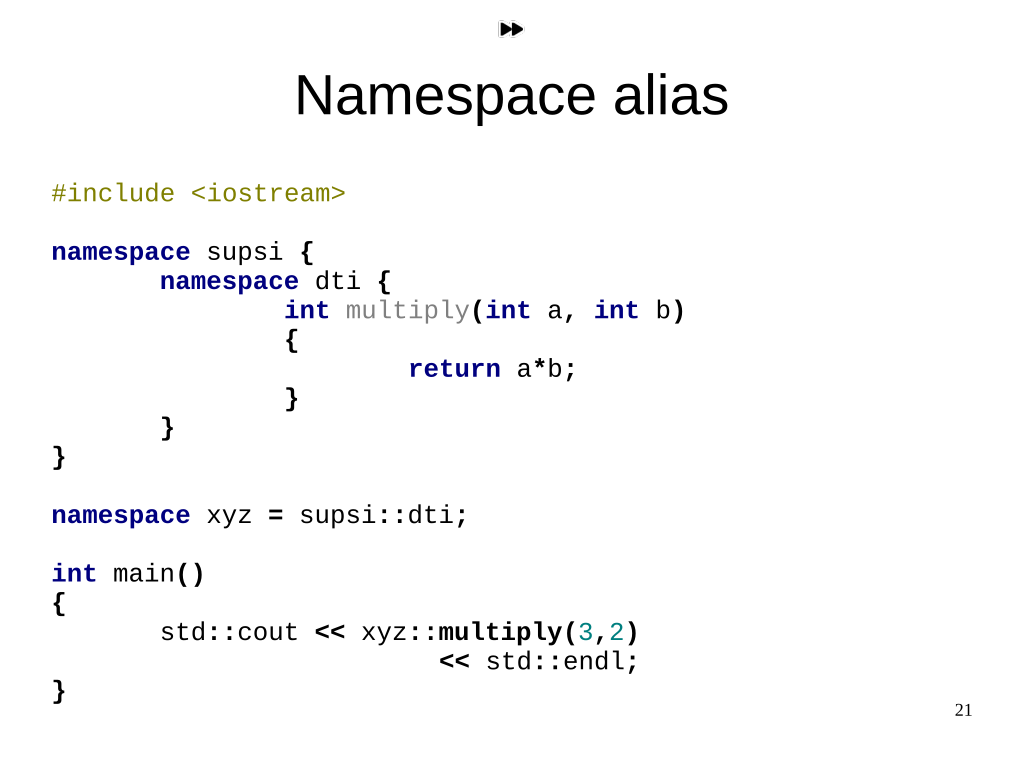 Namespace alias
#include <iostream>
namespace supsi {
namespace dti {
int multiply(int a, int b)
{
return a*b;
}
}
}
namespace xyz = supsi::dti;
int main()
{
std::cout << xyz::multiply(3,2)
<< std::endl;
}
21